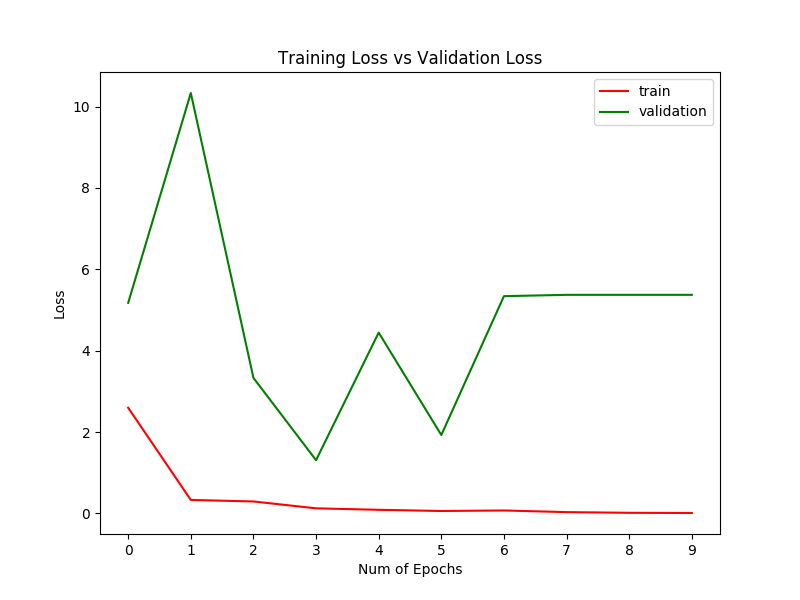 Training Loss vs Validation Loss
train
validation
10
8
6
4
2
0
Loss
0 1 2 3 4 5 6 7 8 9
Num of Epochs